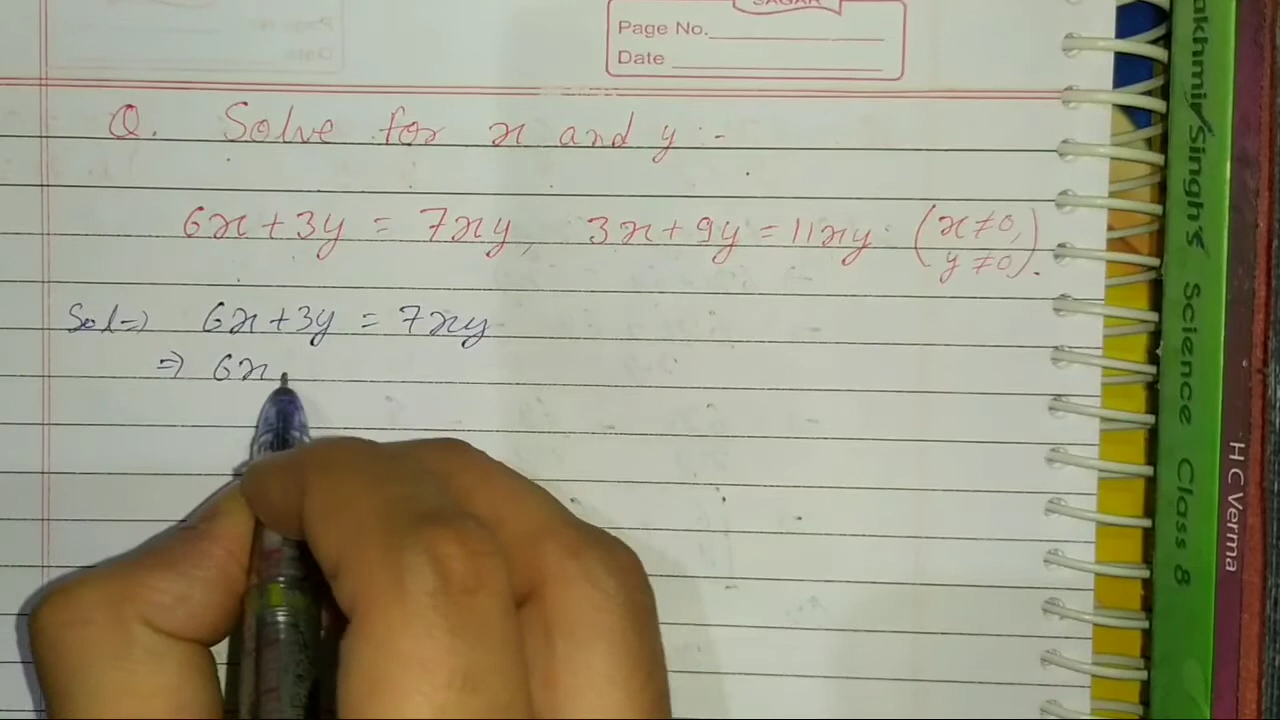 SAGAR
Page No.
Date
Q. Solve for x and y :-
6x + 3y = 7xy, 3x + 9y = 11xy. (x ≠ 0, y ≠ 0).
Sol ⇒ 6x + 3y = 7xy
⇒ 6x
akhmir Singh's Science Class 8
H C Verma